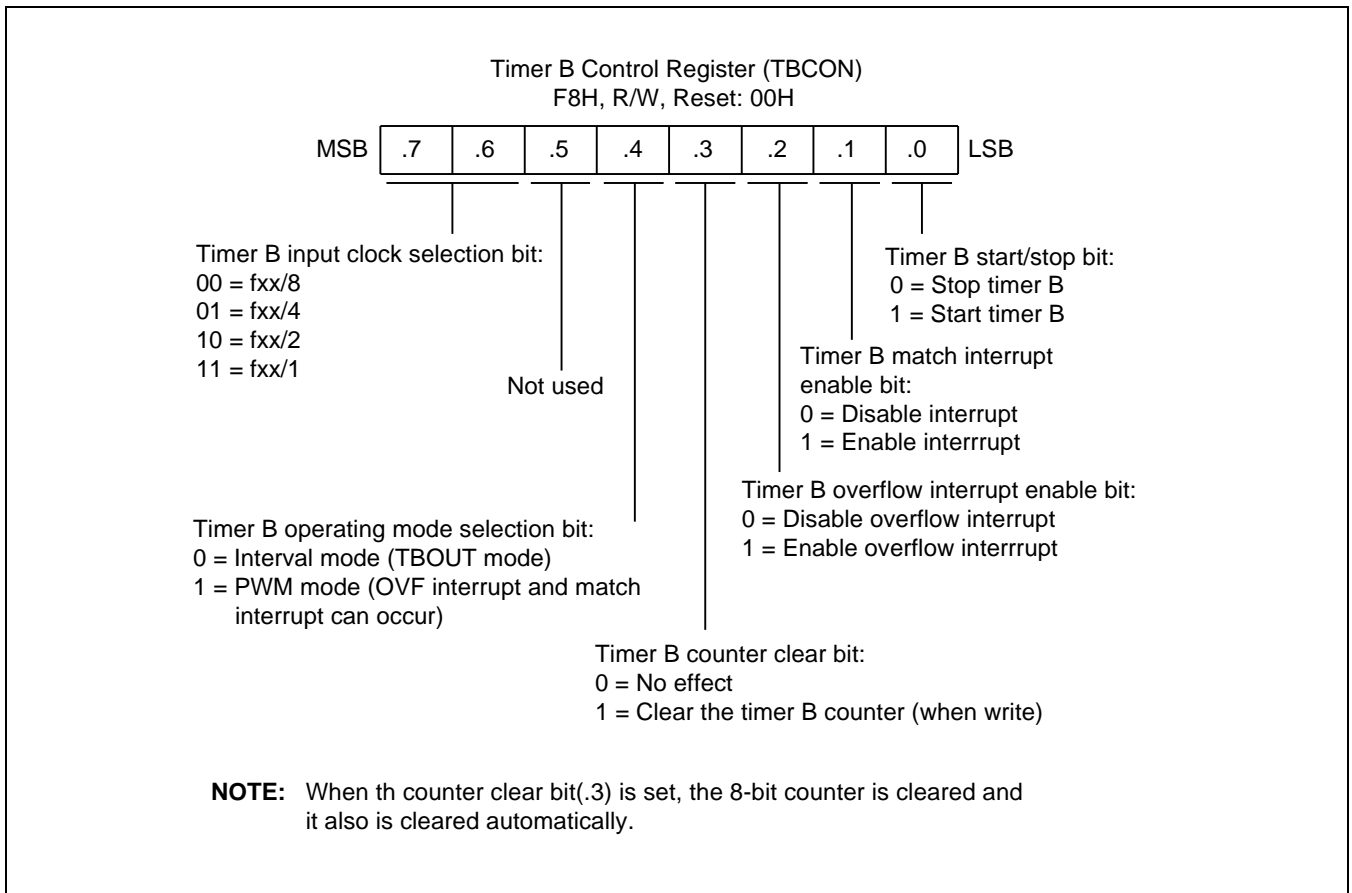 Timer B Control Register (TBCON)
F8H, R/W, Reset: 00H
MSB .7 .6 .5 .4 .3 .2 .1 .0 LSB
Timer B input clock selection bit:
00 = fxx/8
01 = fxx/4
10 = fxx/2
11 = fxx/1
Timer B start/stop bit:
0 = Stop timer B
1 = Start timer B
Not used
Timer B match interrupt
enable bit:
0 = Disable interrupt
1 = Enable interrrupt
Timer B overflow interrupt enable bit:
0 = Disable overflow interrupt
1 = Enable overflow interrrupt
Timer B operating mode selection bit:
0 = Interval mode (TBOUT mode)
1 = PWM mode (OVF interrupt and match
interrupt can occur)
Timer B counter clear bit:
0 = No effect
1 = Clear the timer B counter (when write)
NOTE: When th counter clear bit(.3) is set, the 8-bit counter is cleared and
it also is cleared automatically.